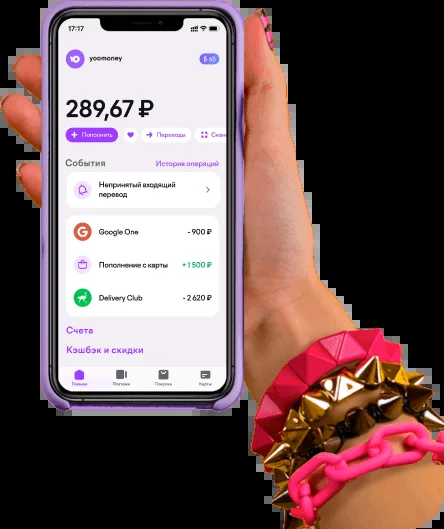 17:17
yoomoney
Б 65
289,67 ₽
Пополнить
Переводы
Скан
События
История операций
Непринятый входящий
перевод
Google One
- 900 ₽
Пополнение с карты
+ 1 500 ₽
Delivery Club
- 2 620 ₽
Счета
Кэшбэк и скидки
Главная
Платежи
Покупки
Карты